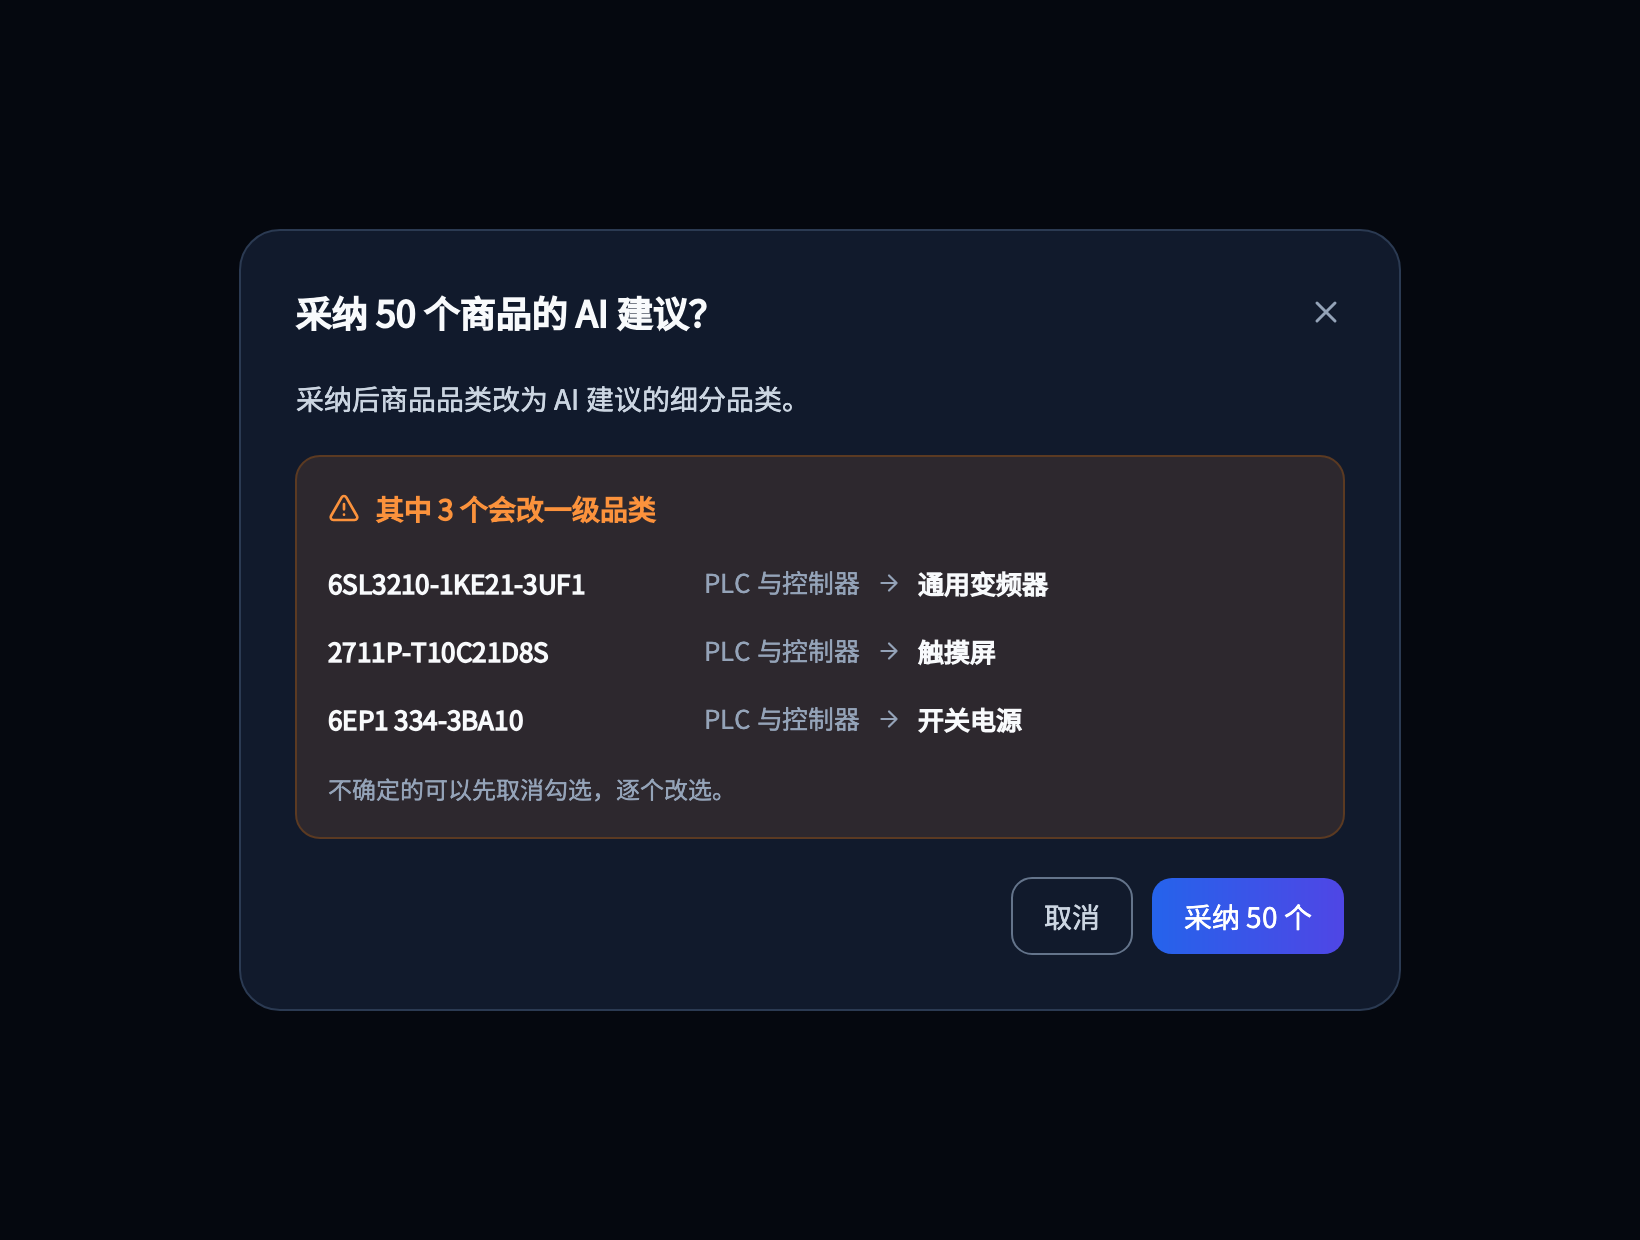 采纳 50 个商品的 AI 建议？
采纳后商品品类改为 AI 建议的细分品类。
其中 3 个会改一级品类
6SL3210-1KE21-3UF1 PLC 与控制器 → 通用变频器
2711P-T10C21D8S PLC 与控制器 → 触摸屏
6EP1 334-3BA10 PLC 与控制器 → 开关电源
不确定的可以先取消勾选，逐个改选。
取消 采纳 50 个